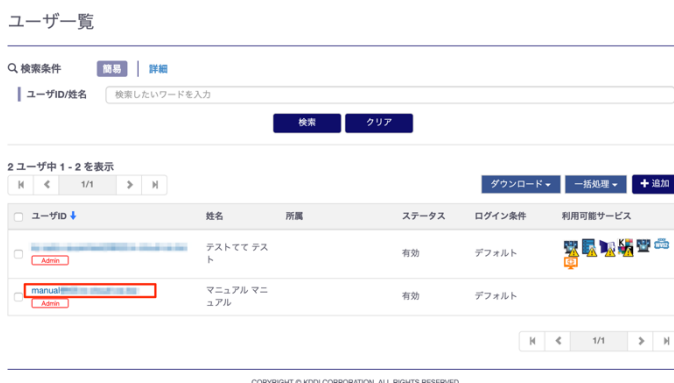 ユーザ一覧
検索条件 簡易 詳細
ユーザID/姓名 検索したいワードを入力
検索 クリア
2 ユーザ中 1 - 2 を表示
1/1 ダウンロード 一括処理 +追加
ユーザID 姓名 所属 ステータス ログイン条件 利用可能サービス
テストてて テス
ト
有効 デフォルト
Admin
manual マニュアル マニ
ュアル
有効 デフォルト
Admin
1/1
COPYRIGHT © KDDI CORPORATION, ALL RIGHTS RESERVED.